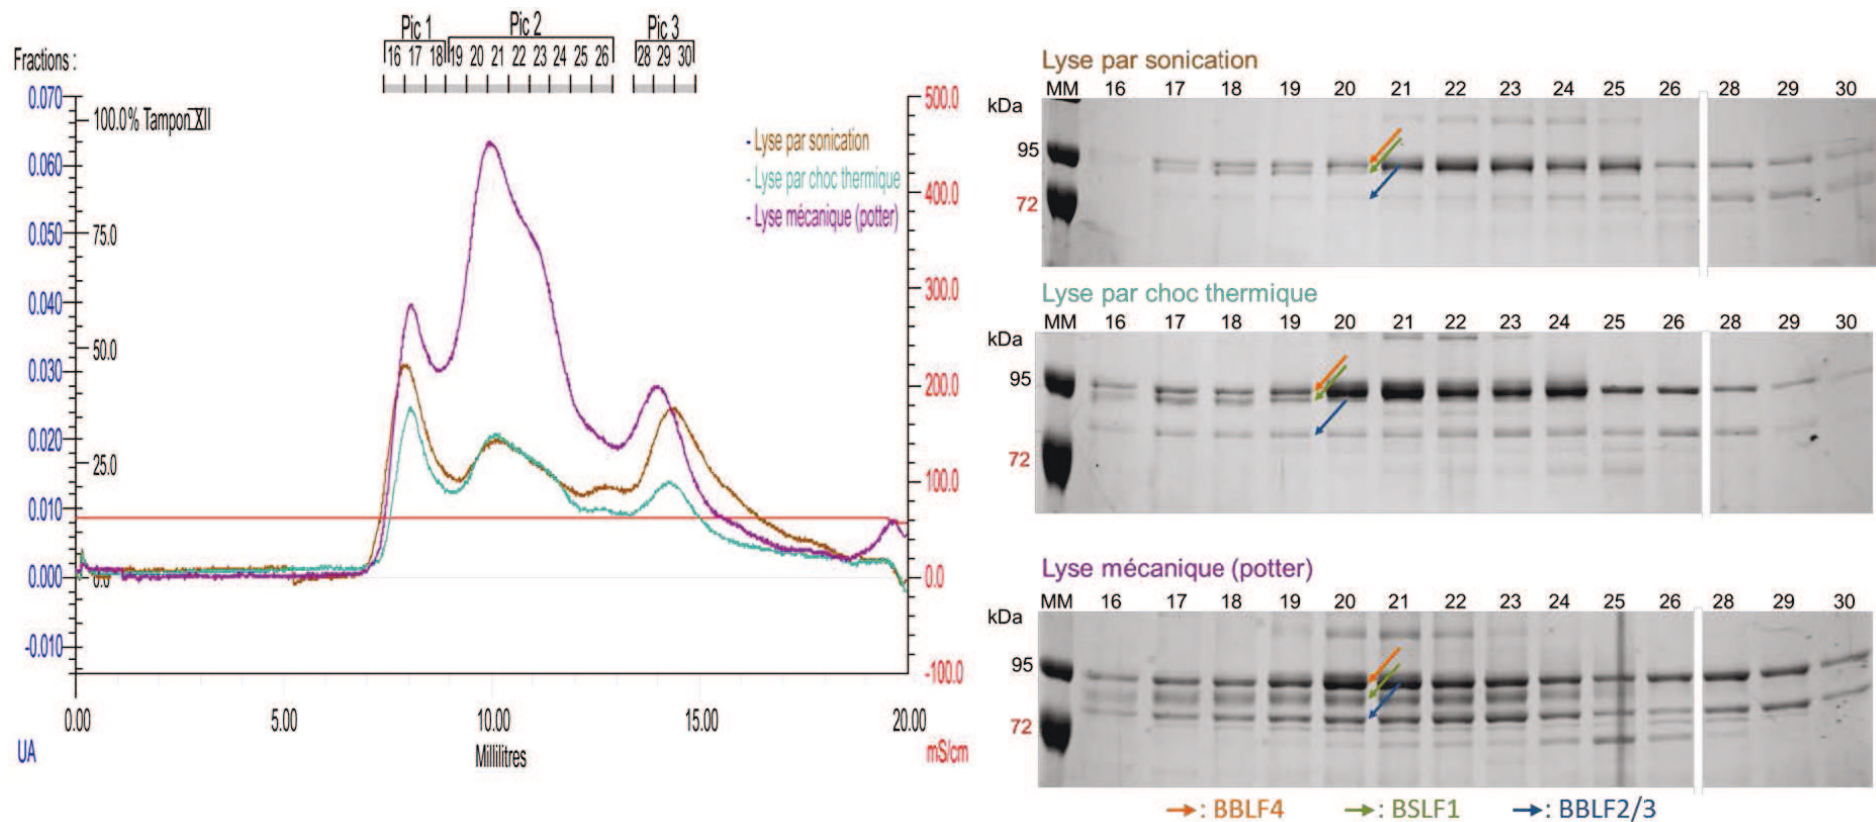 Pic 1 Pic 2 Pic 3
Fractions : 16 17 18 19 20 21 22 23 24 25 26 28 29 30
0.070 100.0% Tampon XII 500.0
- Lyse par sonication
0.060 - Lyse par choc thermique 400.0
0.050 75.0 - Lyse mécanique (potter)
0.040 300.0
0.030 50.0 200.0
0.020 25.0
0.010 100.0
0.000 0.0 0.0
-0.010 -100.0
0.00 5.00 10.00 15.00 20.00
UA Millilitres mS/cm
Lyse par sonication
MM 16 17 18 19 20 21 22 23 24 25 26 28 29 30
kDa
95
72
Lyse par choc thermique
MM 16 17 18 19 20 21 22 23 24 25 26 28 29 30
kDa
95
72
Lyse mécanique (potter)
MM 16 17 18 19 20 21 22 23 24 25 26 28 29 30
kDa
95
72
: BBLF4 : BSLF1 : BBLF2/3